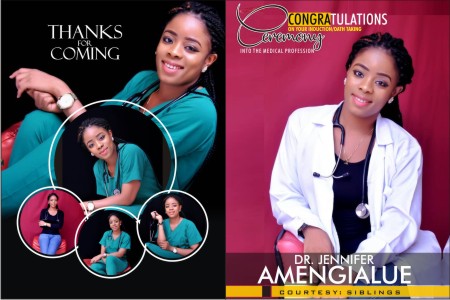 THANKS
FOR
COMING
CONGRATULATIONS
ON YOUR INDUCTION/OATH TAKING
Ceremony
INTO THE MEDICAL PROFESSION
DR. JENNIFER
AMENGIALUE
COURTESY: SIBLINGS